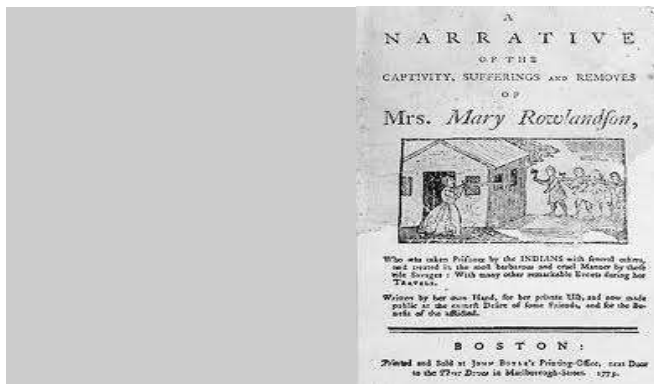 A
NARRATIVE
OF THE
CAPTIVITY, SUFFERINGS AND REMOVES
OF
Mrs. Mary Rowlandſon,
Who was taken Priſoner by the INDIANS with ſeveral others,
and treated in the moſt barbarous and cruel Manner by thoſe
vile Savages : With many other remarkable Events during her
TRAVELS.
Written by her own Hand, for her private Uſe, and now made
public at the earneſt Deſire of ſome Friends, and for the Be-
nefit of the afflicted.
BOSTON:
Printed and Sold at JOHN BOYLE's Printing-Office, next Door
to the Three Doves in Marlborough-Street. 1773.